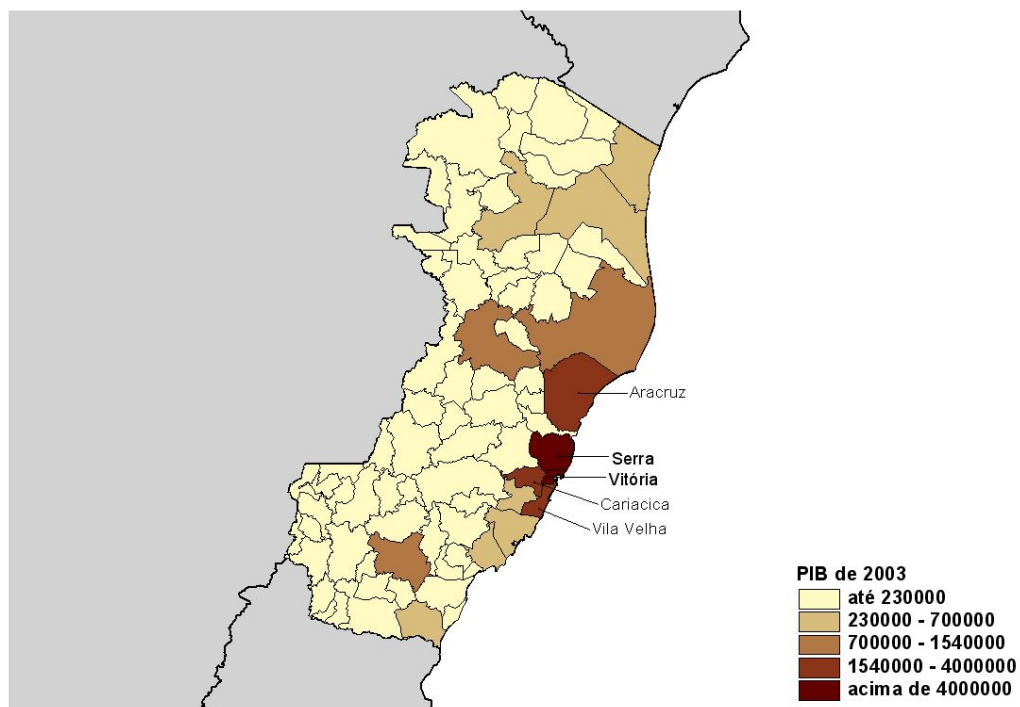 Aracruz
Serra
Vitória
Cariacica
Vila Velha
PIB de 2003
até 230000
230000 - 700000
700000 - 1540000
1540000 - 4000000
acima de 4000000